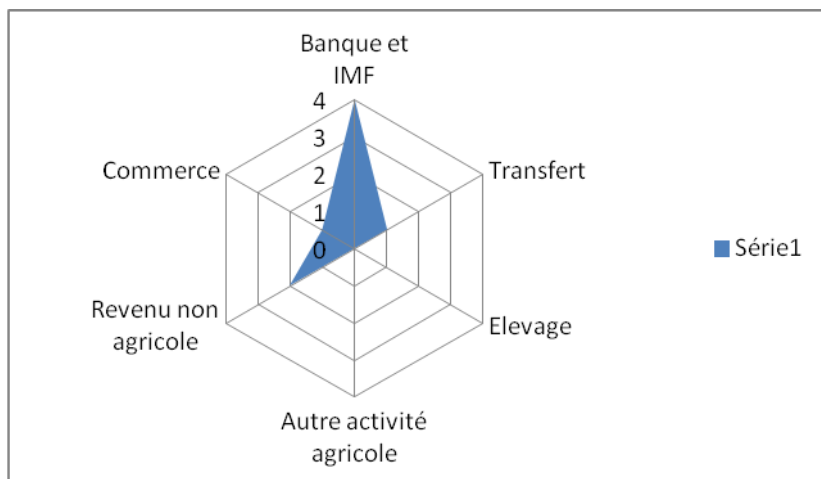 Banque et
IMF
4
3
2
1
0
Commerce
Transfert
Série1
Revenu non
agricole
Elevage
Autre activité
agricole